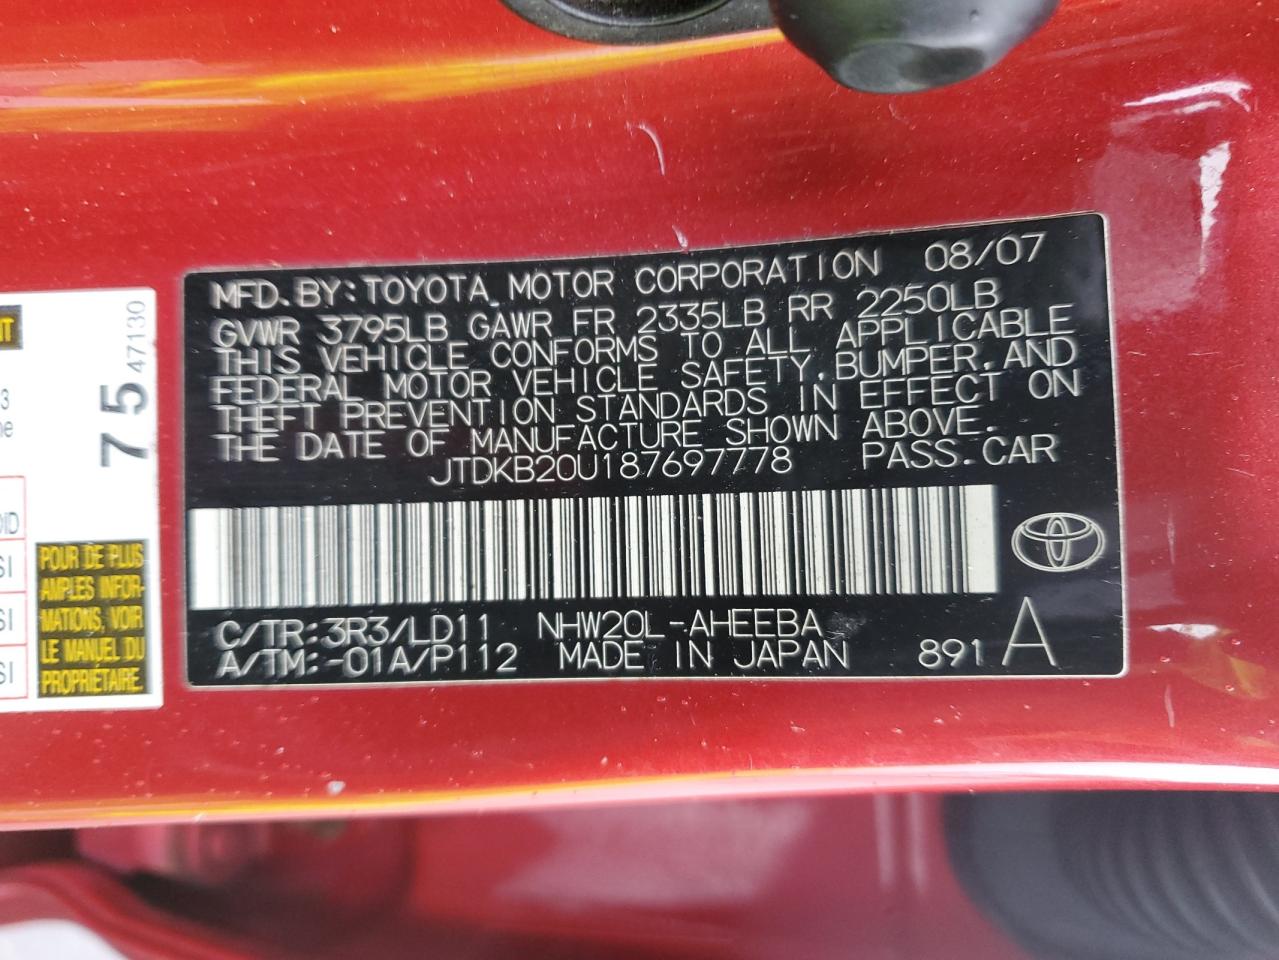 MFD. BY: TOYOTA MOTOR CORPORATION 08/07
GVWR 3795LB GAWR FR 2335LB RR 2250LB
THIS VEHICLE CONFORMS TO ALL APPLICABLE
FEDERAL MOTOR VEHICLE SAFETY, BUMPER, AND
THEFT PREVENTION STANDARDS IN EFFECT ON
THE DATE OF MANUFACTURE SHOWN ABOVE.
JTDKB20U187697778 PASS. CAR
C/TR: 3R3/LD11 NHW20L-AHEEBA
A/TM: -01A/P112 MADE IN JAPAN 891 A
75
47130
POUR DE PLUS
AMPLES INFOR-
MATIONS, VOIR
LE MANUEL DU
PROPRIÉTAIRE.